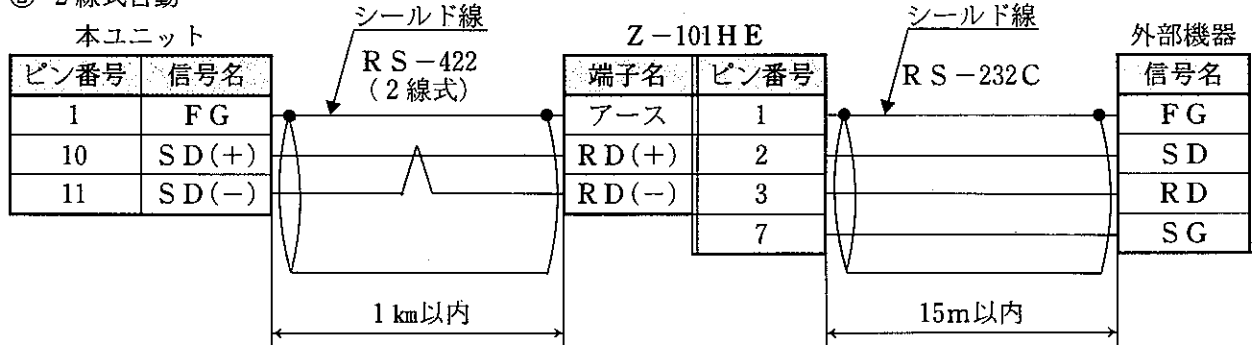 2線式自動
シールド線
シールド線
本ユニット
Z-101HE
外部機器
RS-422
(2線式)
RS-232C
ピン番号 信号名
端子名 ピン番号
信号名
1 FG
アース 1
FG
10 SD(+)
RD(+) 2
SD
11 SD(-)
RD(-) 3
RD
7
SG
1km以内
15m以内